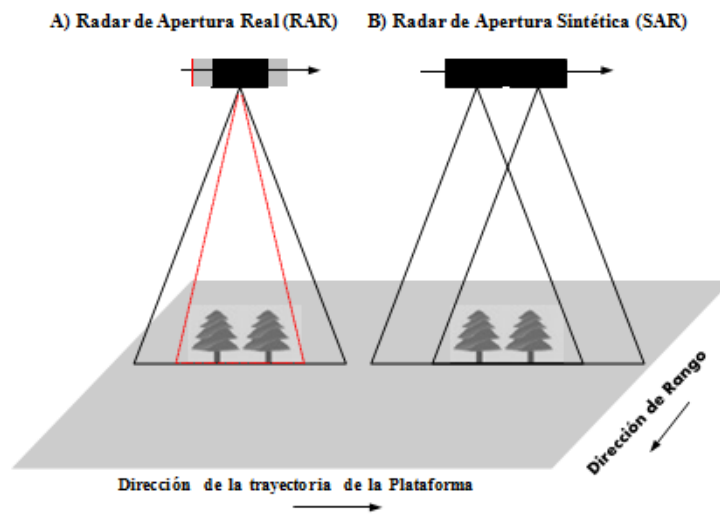 A) Radar de Apertura Real (RAR)
B) Radar de Apertura Sintética (SAR)
Dirección de Rango
Dirección de la trayectoria de la Plataforma